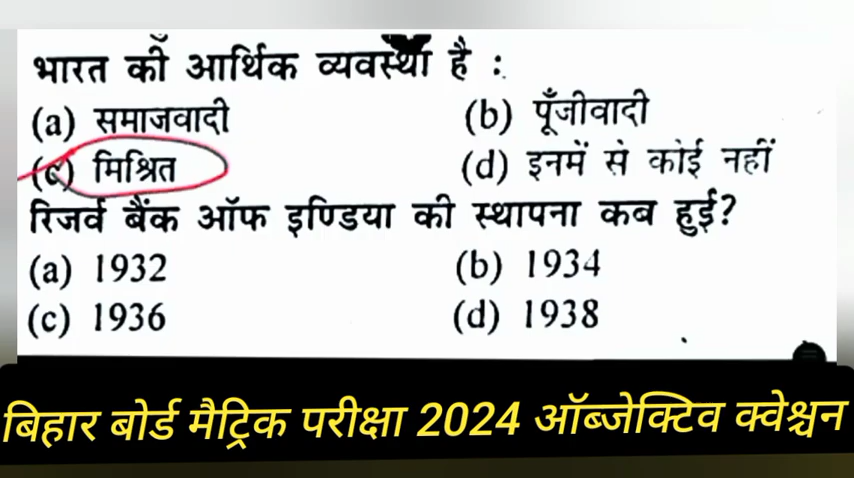 भारत की आर्थिक व्यवस्था है :
(a) समाजवादी (b) पूँजीवादी
(c) मिश्रित (d) इनमें से कोई नहीं
रिजर्व बैंक ऑफ इण्डिया की स्थापना कब हुई?
(a) 1932 (b) 1934
(c) 1936 (d) 1938
बिहार बोर्ड मैट्रिक परीक्षा 2024 ऑब्जेक्टिव क्वेश्चन